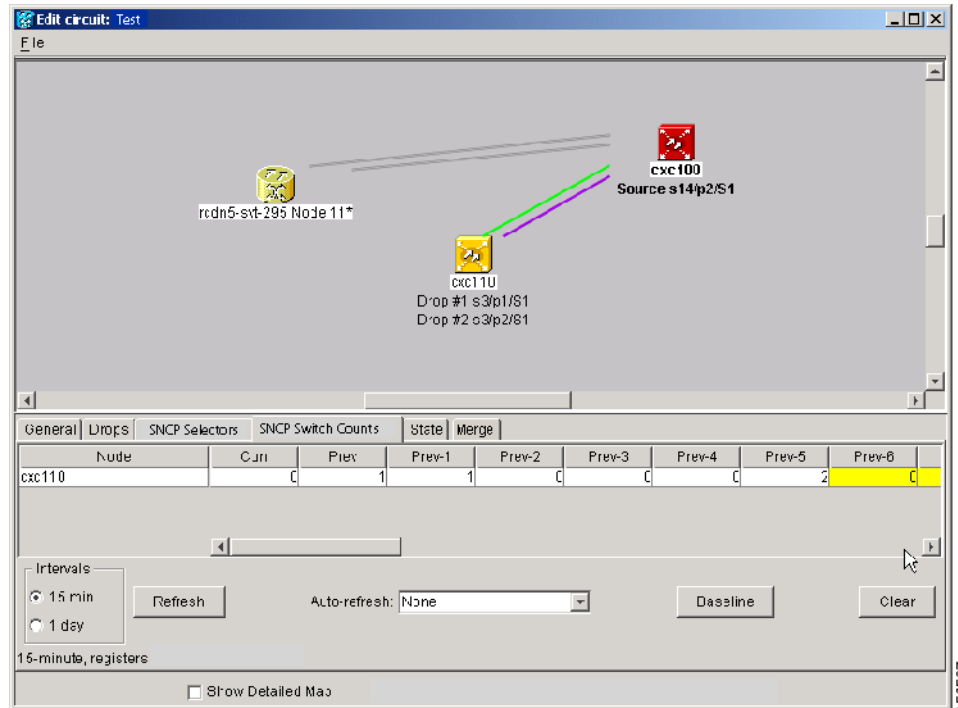 Edit circuit: Test
File
cxc100
Source s14/p2/S1
rcdn5-svt-295 Node 11*
cxc110
Drop #1 s3/p1/S1
Drop #2 s3/p2/S1
General Drops SNCP Selectors SNCP Switch Counts State Merge
Node Curr Prev Prev-1 Prev-2 Prev-3 Prev-4 Prev-5 Prev-6
cxc110 0 1 1 0 0 0 2 0
Intervals
15 min
Refresh Auto-refresh: None Baseline Clear
1 day
15-minute, registers
Show Detailed Map